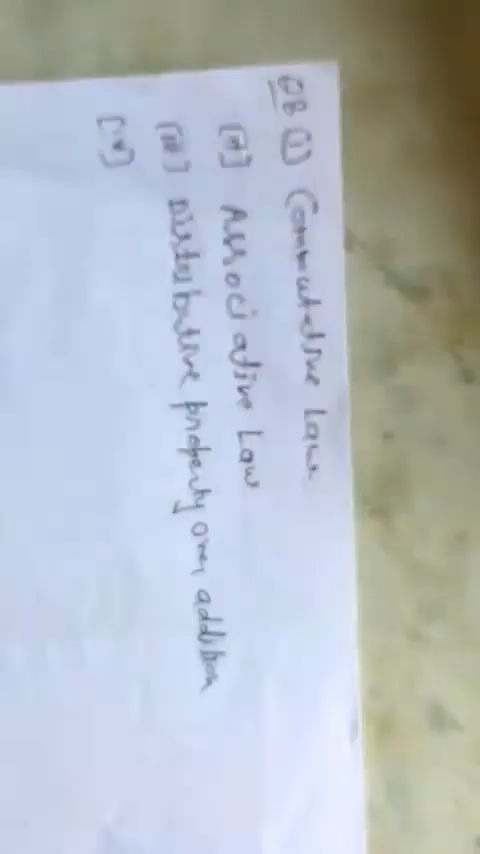 Q8 (i) Commutative Law
[ii] Associative Law
[iii] Distributive property over addition
[iv]